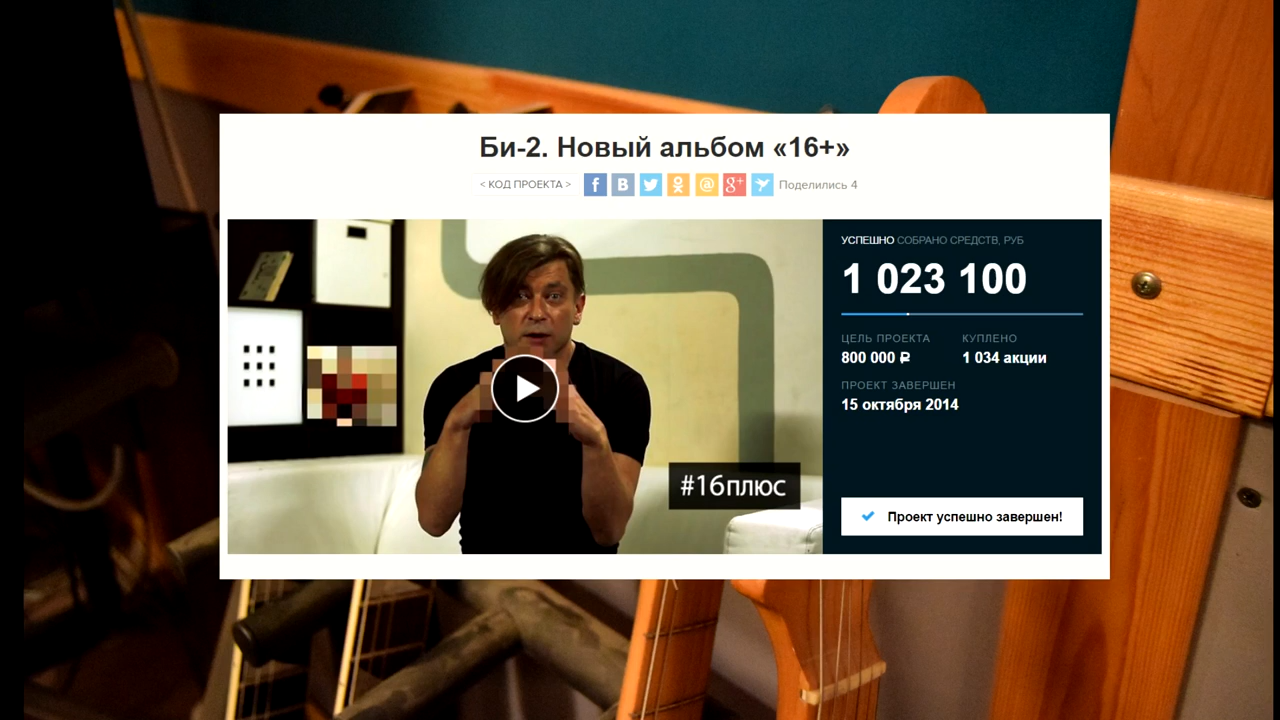 Би-2. Новый альбом «16+»
< КОД ПРОЕКТА >
Поделились 4
УСПЕШНО СОБРАНО СРЕДСТВ, РУБ
1 023 100
ЦЕЛЬ ПРОЕКТА КУПЛЕНО
800 000 ₽ 1 034 акции
ПРОЕКТ ЗАВЕРШЕН
15 октября 2014
#16плюс
Проект успешно завершен!